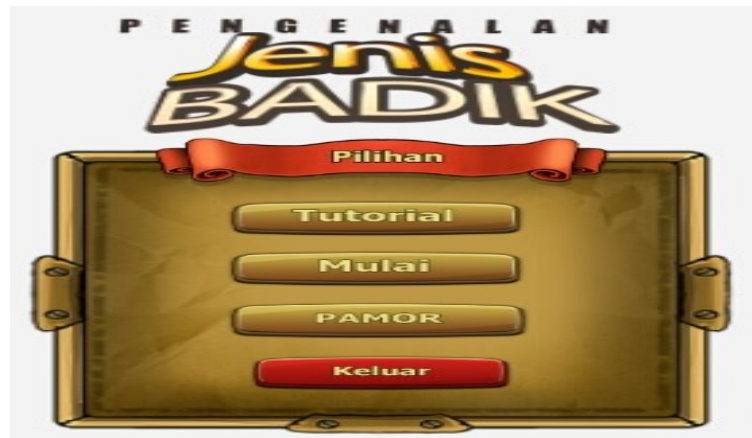 PENGENALAN
Jenis
BADIK
Pilihan
Tutorial
Mulai
PAMOR
Keluar